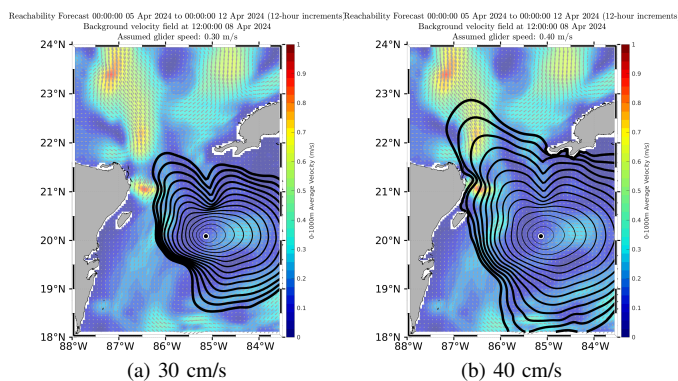 Reachability Forecast 00:00:00 05 Apr 2024 to 00:00:00 12 Apr 2024 (12-hour increments)
Background velocity field at 12:00:00 08 Apr 2024
Assumed glider speed: 0.30 m/s
24°N
23°N
22°N
21°N
20°N
19°N
18°N
88°W 87°W 86°W 85°W 84°W
1
0.9
0.8
0.7
0.6
0.5
0.4
0.3
0.2
0.1
0
0-1000m Average Velocity (m/s)
(a) 30 cm/s
Reachability Forecast 00:00:00 05 Apr 2024 to 00:00:00 12 Apr 2024 (12-hour increments)
Background velocity field at 12:00:00 08 Apr 2024
Assumed glider speed: 0.40 m/s
24°N
23°N
22°N
21°N
20°N
19°N
18°N
88°W 87°W 86°W 85°W 84°W
1
0.9
0.8
0.7
0.6
0.5
0.4
0.3
0.2
0.1
0
0-1000m Average Velocity (m/s)
(b) 40 cm/s